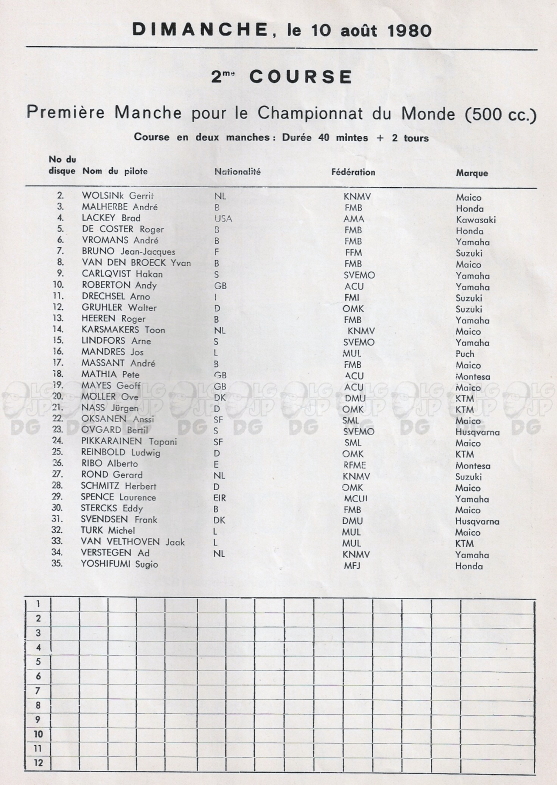 DIMANCHE, le 10 août 1980
2me COURSE
Première Manche pour le Championnat du Monde (500 cc.)
Course en deux manches: Durée 40 mintes + 2 tours
No du disque Nom du pilote Nationalité Fédération Marque
2. WOLSINk Gerrit NL KNMV Maico
3. MALHERBE André B FMB Honda
4. LACKEY Brad USA AMA Kawasaki
5. DE COSTER Roger B FMB Honda
6. VROMANS André B FMB Yamaha
7. BRUNO Jean-Jacques F FFM Suzuki
8. VAN DEN BROECK Yvan B FMB Maico
9. CARLQVIST Hakan S SVEMO Yamaha
10. ROBERTON Andy GB ACU Yamaha
11. DRECHSEL Arno I FMI Suzuki
12. GRUHLER Walter D OMK Suzuki
13. HEEREN Roger B FMB Yamaha
14. KARSMAKERS Toon NL KNMV Maico
15. LINDFORS Arne S SVEMO Yamaha
16. MANDRES Jos L MUL Puch
17. MASSANT André B FMB Maico
18. MATHIA Pete GB ACU Montesa
19. MAYES Geoff GB ACU Maico
20. MOLLER Ove DK DMU KTM
21. NASS Jürgen D OMK KTM
22. OKSANEN Anssi SF SML Maico
23. OVGARD Bertil S SVEMO Husqvarna
24. PIKKARAINEN Tapani SF SML Maico
25. REINBOLD Ludwig D OMK KTM
26. RIBO Alberto E RFME Montesa
27. ROND Gerard NL KNMV Suzuki
28. SCHMITZ Herbert D OMK Maico
29. SPENCE Laurence EIR MCUI Yamaha
30. STERCKS Eddy B FMB Maico
31. SVENDSEN Frank DK DMU Husqvarna
32. TURK Michel L MUL Maico
33. VAN VELTHOVEN Jaak L MUL KTM
34. VERSTEGEN Ad NL KNMV Yamaha
35. YOSHIFUMI Sugio MFJ Honda
1
2
3
4
5
6
7
8
9
10
11
12